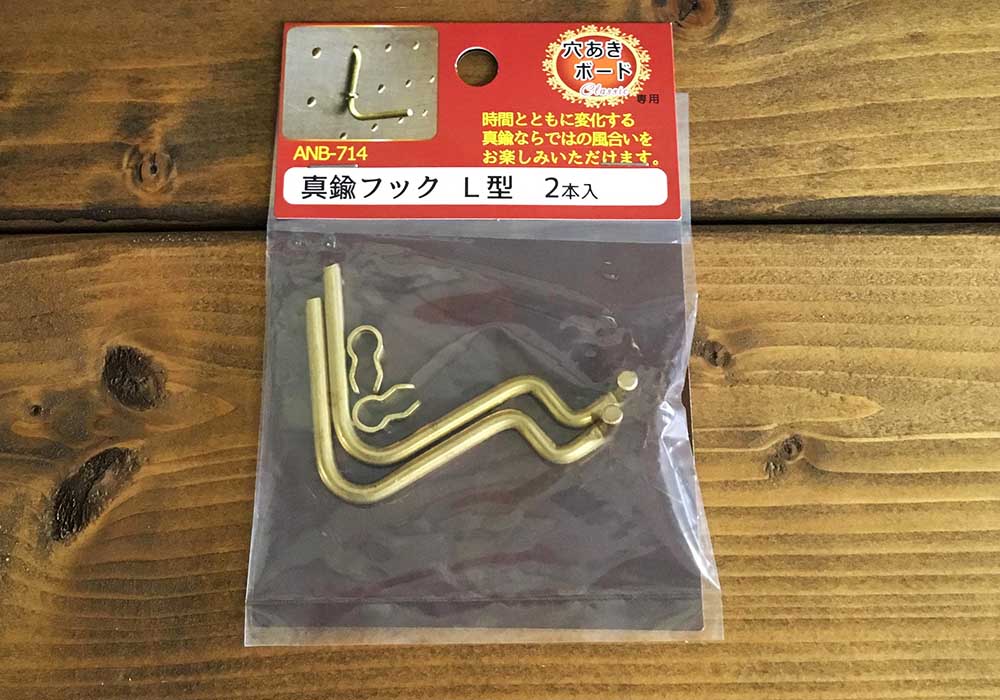 穴あき
ボード
Classic
専用
時間とともに変化する
真鍮ならではの風合いを
お楽しみいただけます。
ANB-714
真鍮フック L型 2本入